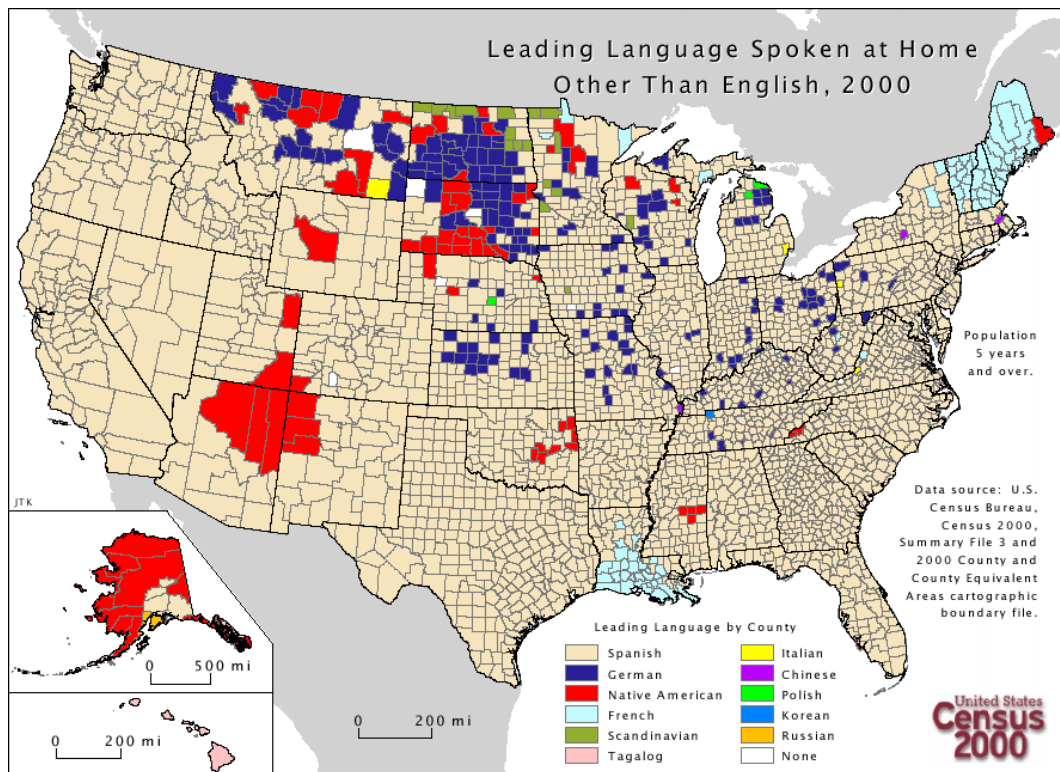 Leading Language Spoken at Home
Other Than English, 2000
Population
5 years
and over.
JTK
Data source: U.S.
Census Bureau,
Census 2000,
Summary File 3 and
2000 County and
County Equivalent
Areas cartographic
boundary file.
0 500 mi
0 200 mi
0 200 mi
Leading Language by County
Spanish
German
Native American
French
Scandinavian
Tagalog
Italian
Chinese
Polish
Korean
Russian
None
United States
Census
2000